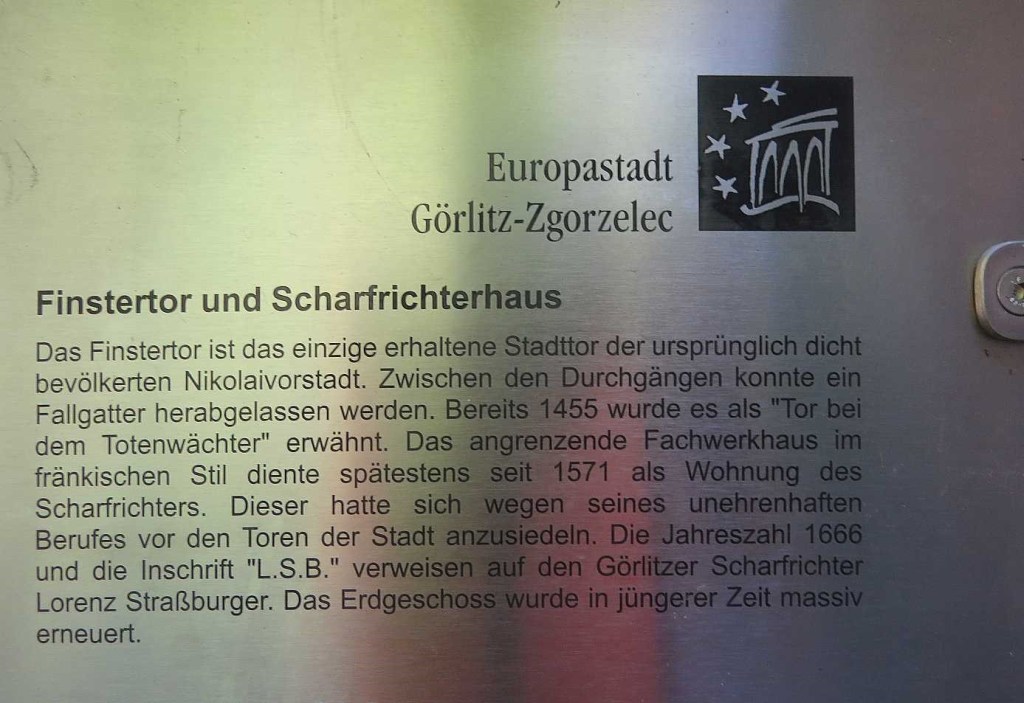 Europastadt
Görlitz-Zgorzelec
Finstertor und Scharfrichterhaus
Das Finstertor ist das einzige erhaltene Stadttor der ursprünglich dicht
bevölkerten Nikolaivorstadt. Zwischen den Durchgängen konnte ein
Fallgatter herabgelassen werden. Bereits 1455 wurde es als "Tor bei
dem Totenwächter" erwähnt. Das angrenzende Fachwerkhaus im
fränkischen Stil diente spätestens seit 1571 als Wohnung des
Scharfrichters. Dieser hatte sich wegen seines unehrenhaften
Berufes vor den Toren der Stadt anzusiedeln. Die Jahreszahl 1666
und die Inschrift "L.S.B." verweisen auf den Görlitzer Scharfrichter
Lorenz Straßburger. Das Erdgeschoss wurde in jüngerer Zeit massiv
erneuert.